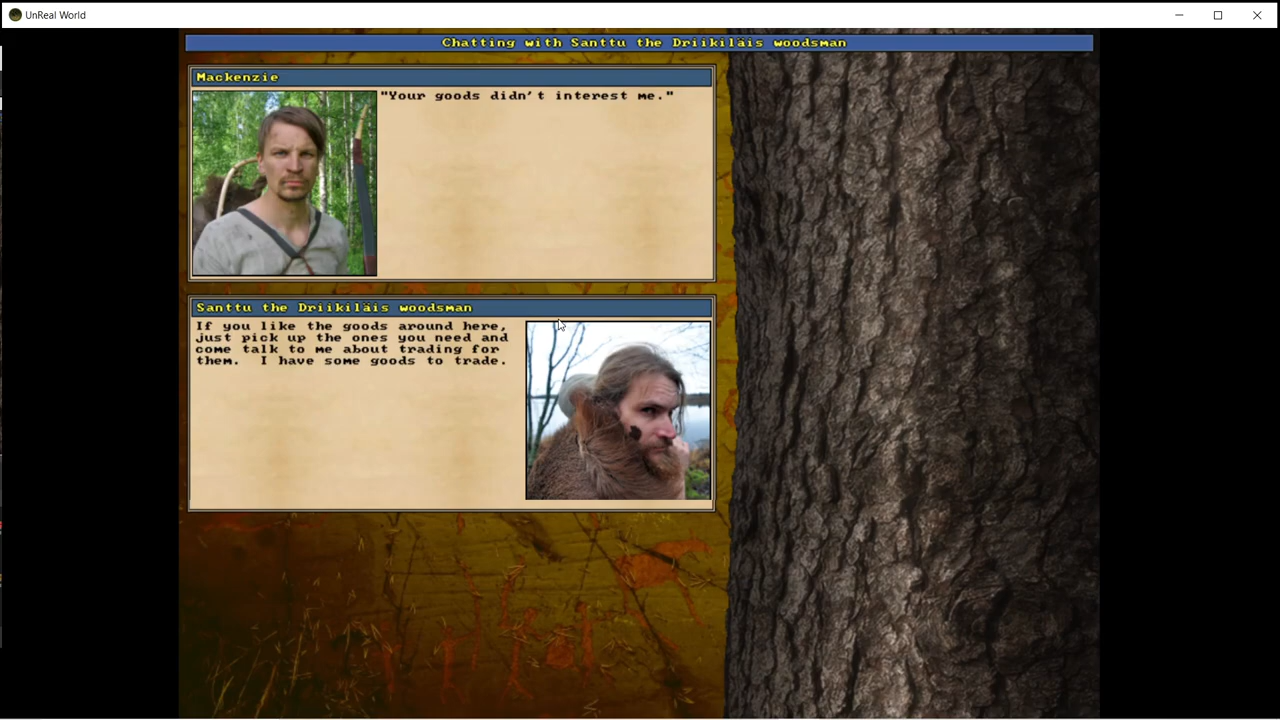 UnReal World
Chatting with Santtu the Driikiläis woodsman
Mackenzie
"Your goods didn't interest me."
Santtu the Driikiläis woodsman
If you like the goods around here,
just pick up the ones you need and
come talk to me about trading for
them.  I have some goods to trade.